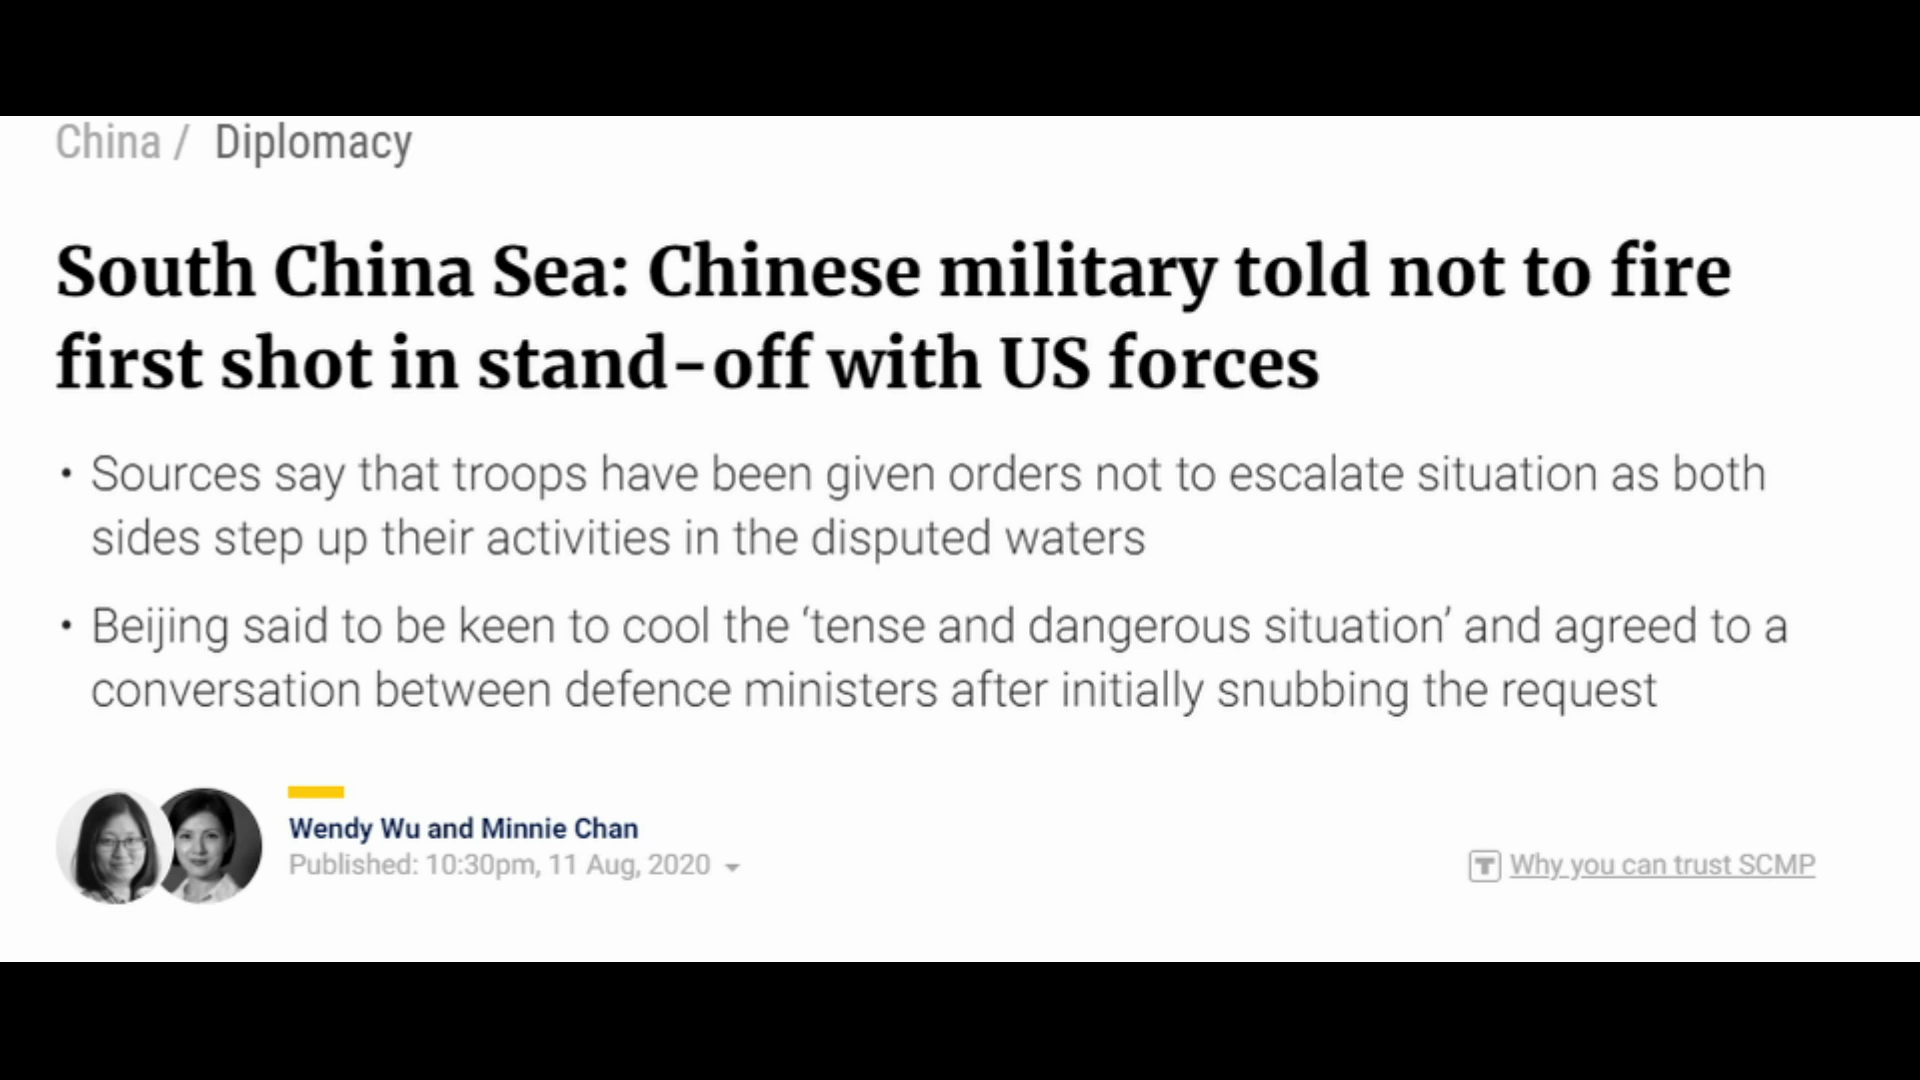 China / Diplomacy
South China Sea: Chinese military told not to fire
first shot in stand-off with US forces
• Sources say that troops have been given orders not to escalate situation as both
sides step up their activities in the disputed waters
• Beijing said to be keen to cool the ‘tense and dangerous situation’ and agreed to a
conversation between defence ministers after initially snubbing the request
Wendy Wu and Minnie Chan
Published: 10:30pm, 11 Aug, 2020
T Why you can trust SCMP